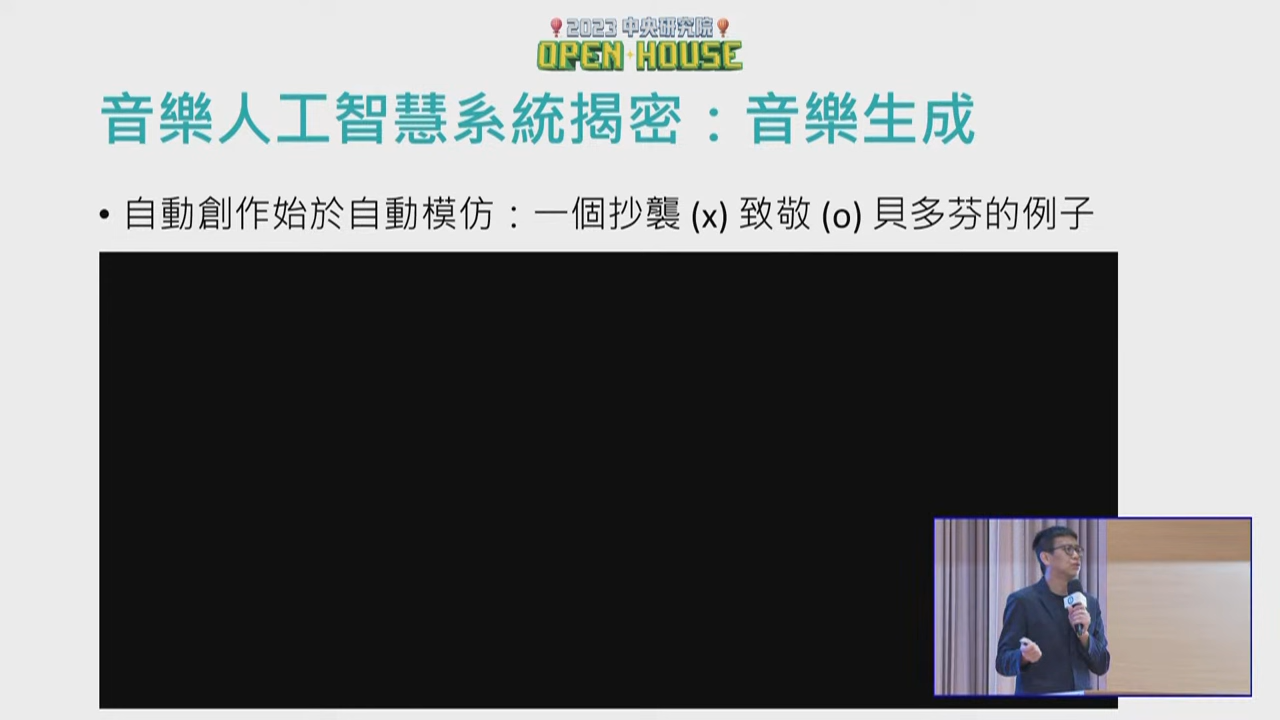 2023 中央研究院
OPEN HOUSE
音樂人工智慧系統揭密：音樂生成
• 自動創作始於自動模仿：一個抄襲 (x) 致敬 (o) 貝多芬的例子